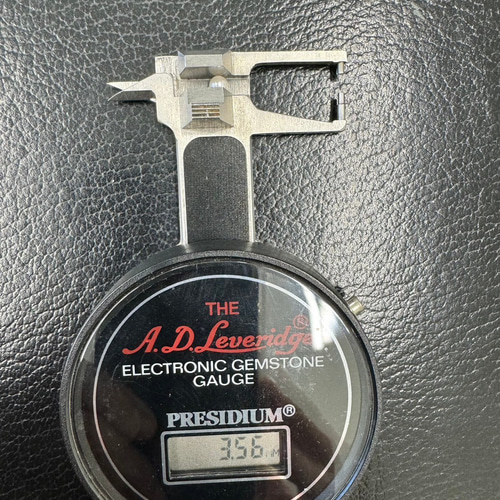 THE
A.D. Leveridge®
ELECTRONIC GEMSTONE
GAUGE
PRESIDIUM®
3.56